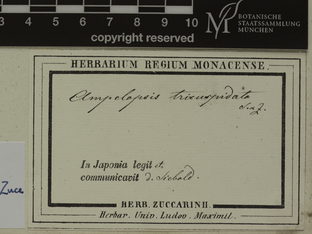 3 4 5 6 7 8 9 10
copyright reserved
BOTANISCHE
STAATSSAMMLUNG
MÜNCHEN
HERBARIUM REGIUM MONACENSE.
Ampelopsis tricuspidata
S. & Z.
In Japonia legit et.
communicavit d. Siebold.
HERB. ZUCCARINII.
Herbar. Univ. Ludov. Maximil.
Zucc